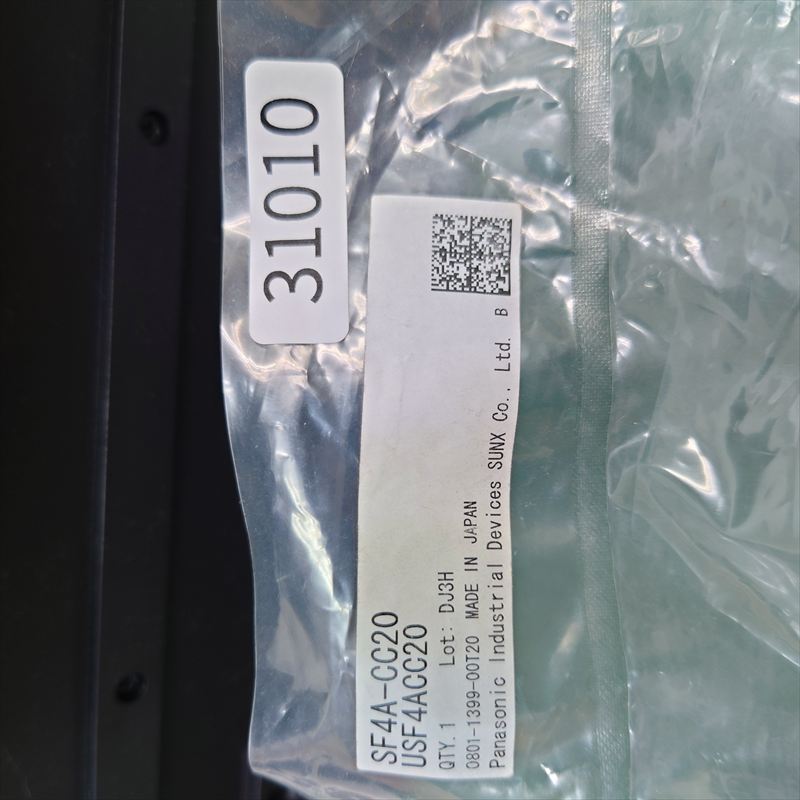 31010
SF4A-CC20
USF4ACC20
QTY. 1 Lot: DJ3H
0801-1399-00T20 MADE IN JAPAN
Panasonic Industrial Devices SUNX Co., Ltd. B